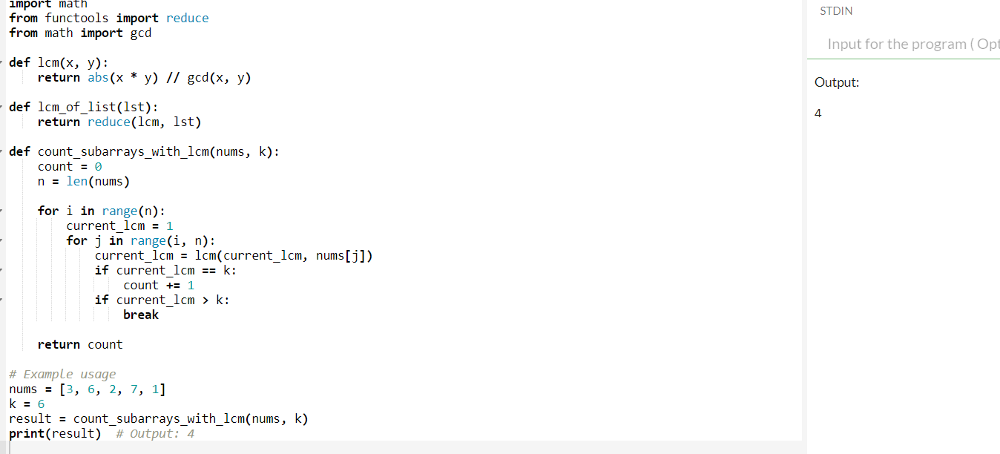 import math
from functools import reduce
from math import gcd
def lcm(x, y):
    return abs(x * y) // gcd(x, y)
def lcm_of_list(lst):
    return reduce(lcm, lst)
def count_subarrays_with_lcm(nums, k):
    count = 0
    n = len(nums)
    for i in range(n):
        current_lcm = 1
        for j in range(i, n):
            current_lcm = lcm(current_lcm, nums[j])
            if current_lcm == k:
                count += 1
            if current_lcm > k:
                break
    return count
# Example usage
nums = [3, 6, 2, 7, 1]
k = 6
result = count_subarrays_with_lcm(nums, k)
print(result)  # Output: 4
STDIN
Input for the program ( Opt
Output:
4